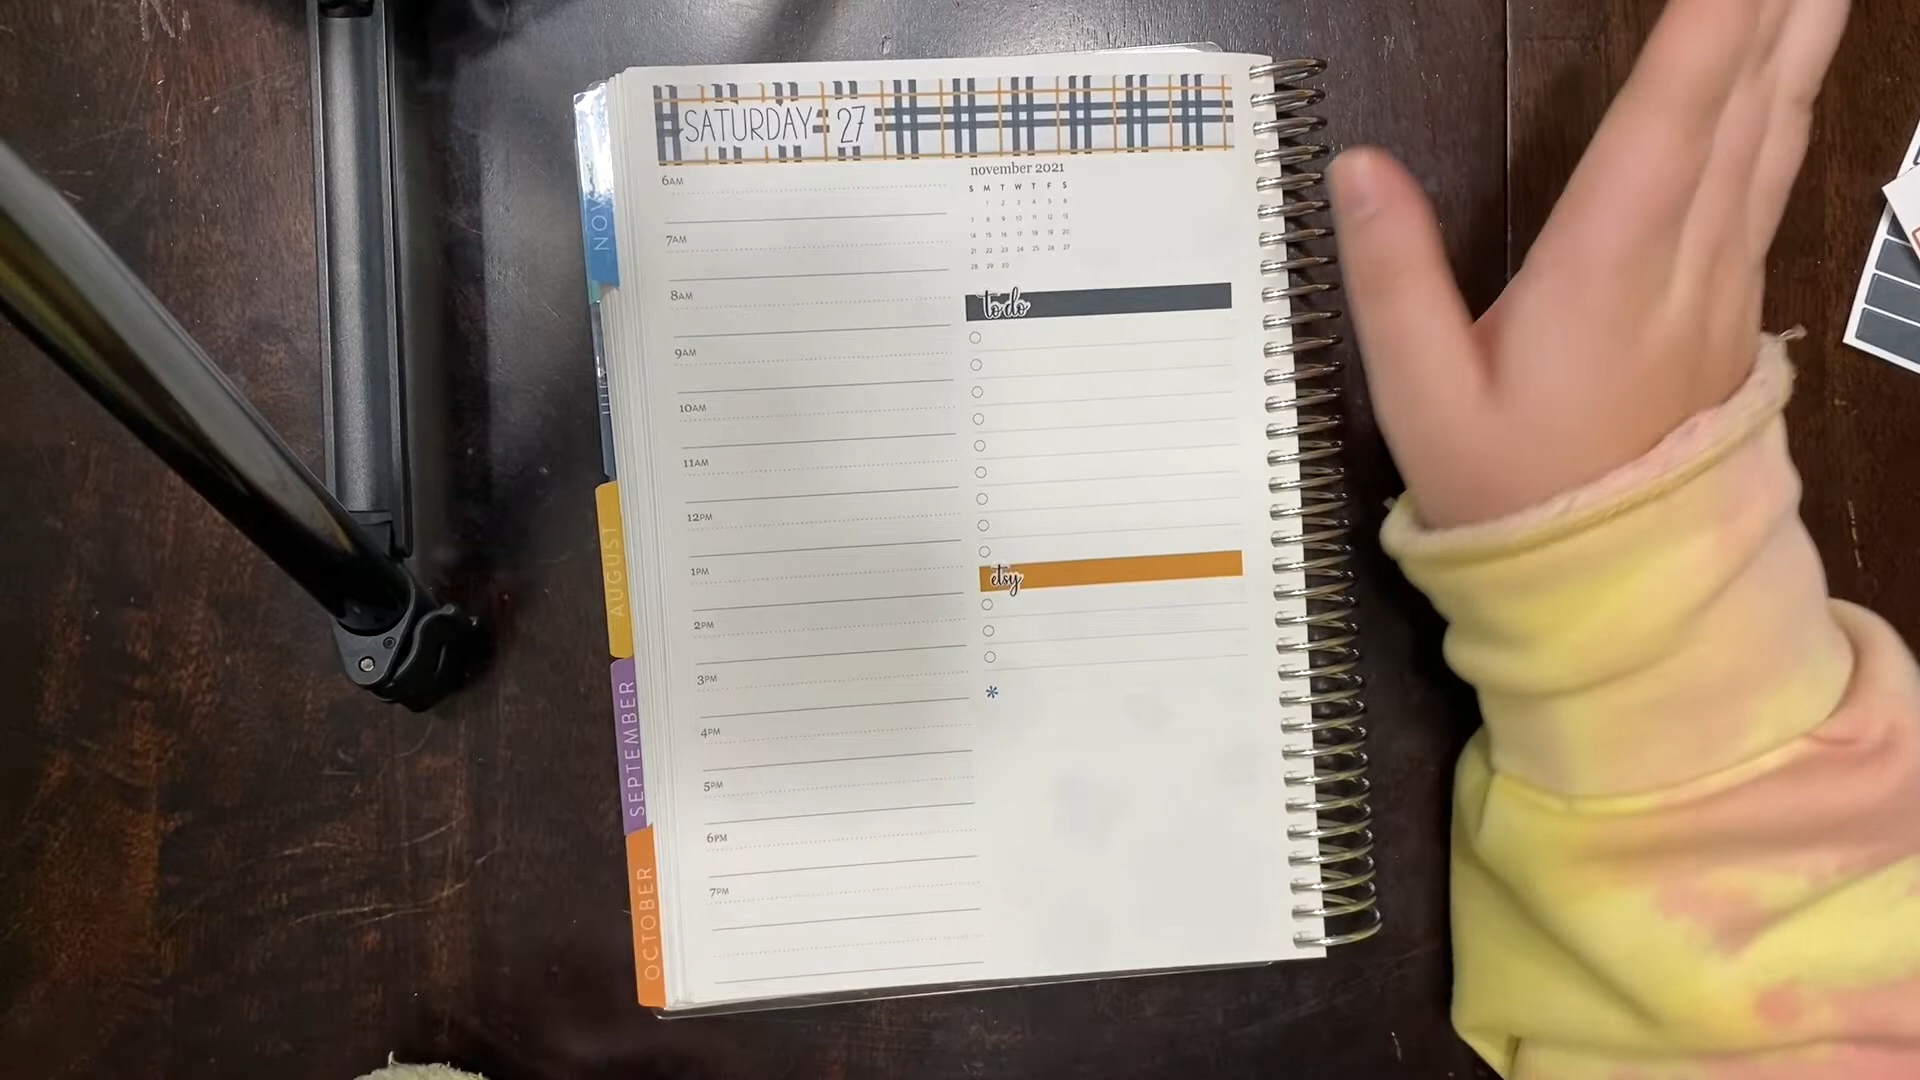 SATURDAY 27
november 2021
S M T W T F S
1 2 3 4 5 6
7 8 9 10 11 12 13
14 15 16 17 18 19 20
21 22 23 24 25 26 27
28 29 30
6AM
7AM
8AM
9AM
10AM
11AM
12PM
1PM
2PM
3PM
4PM
5PM
6PM
7PM
to do
etsy
*
NOV
AUGUST
SEPTEMBER
OCTOBER